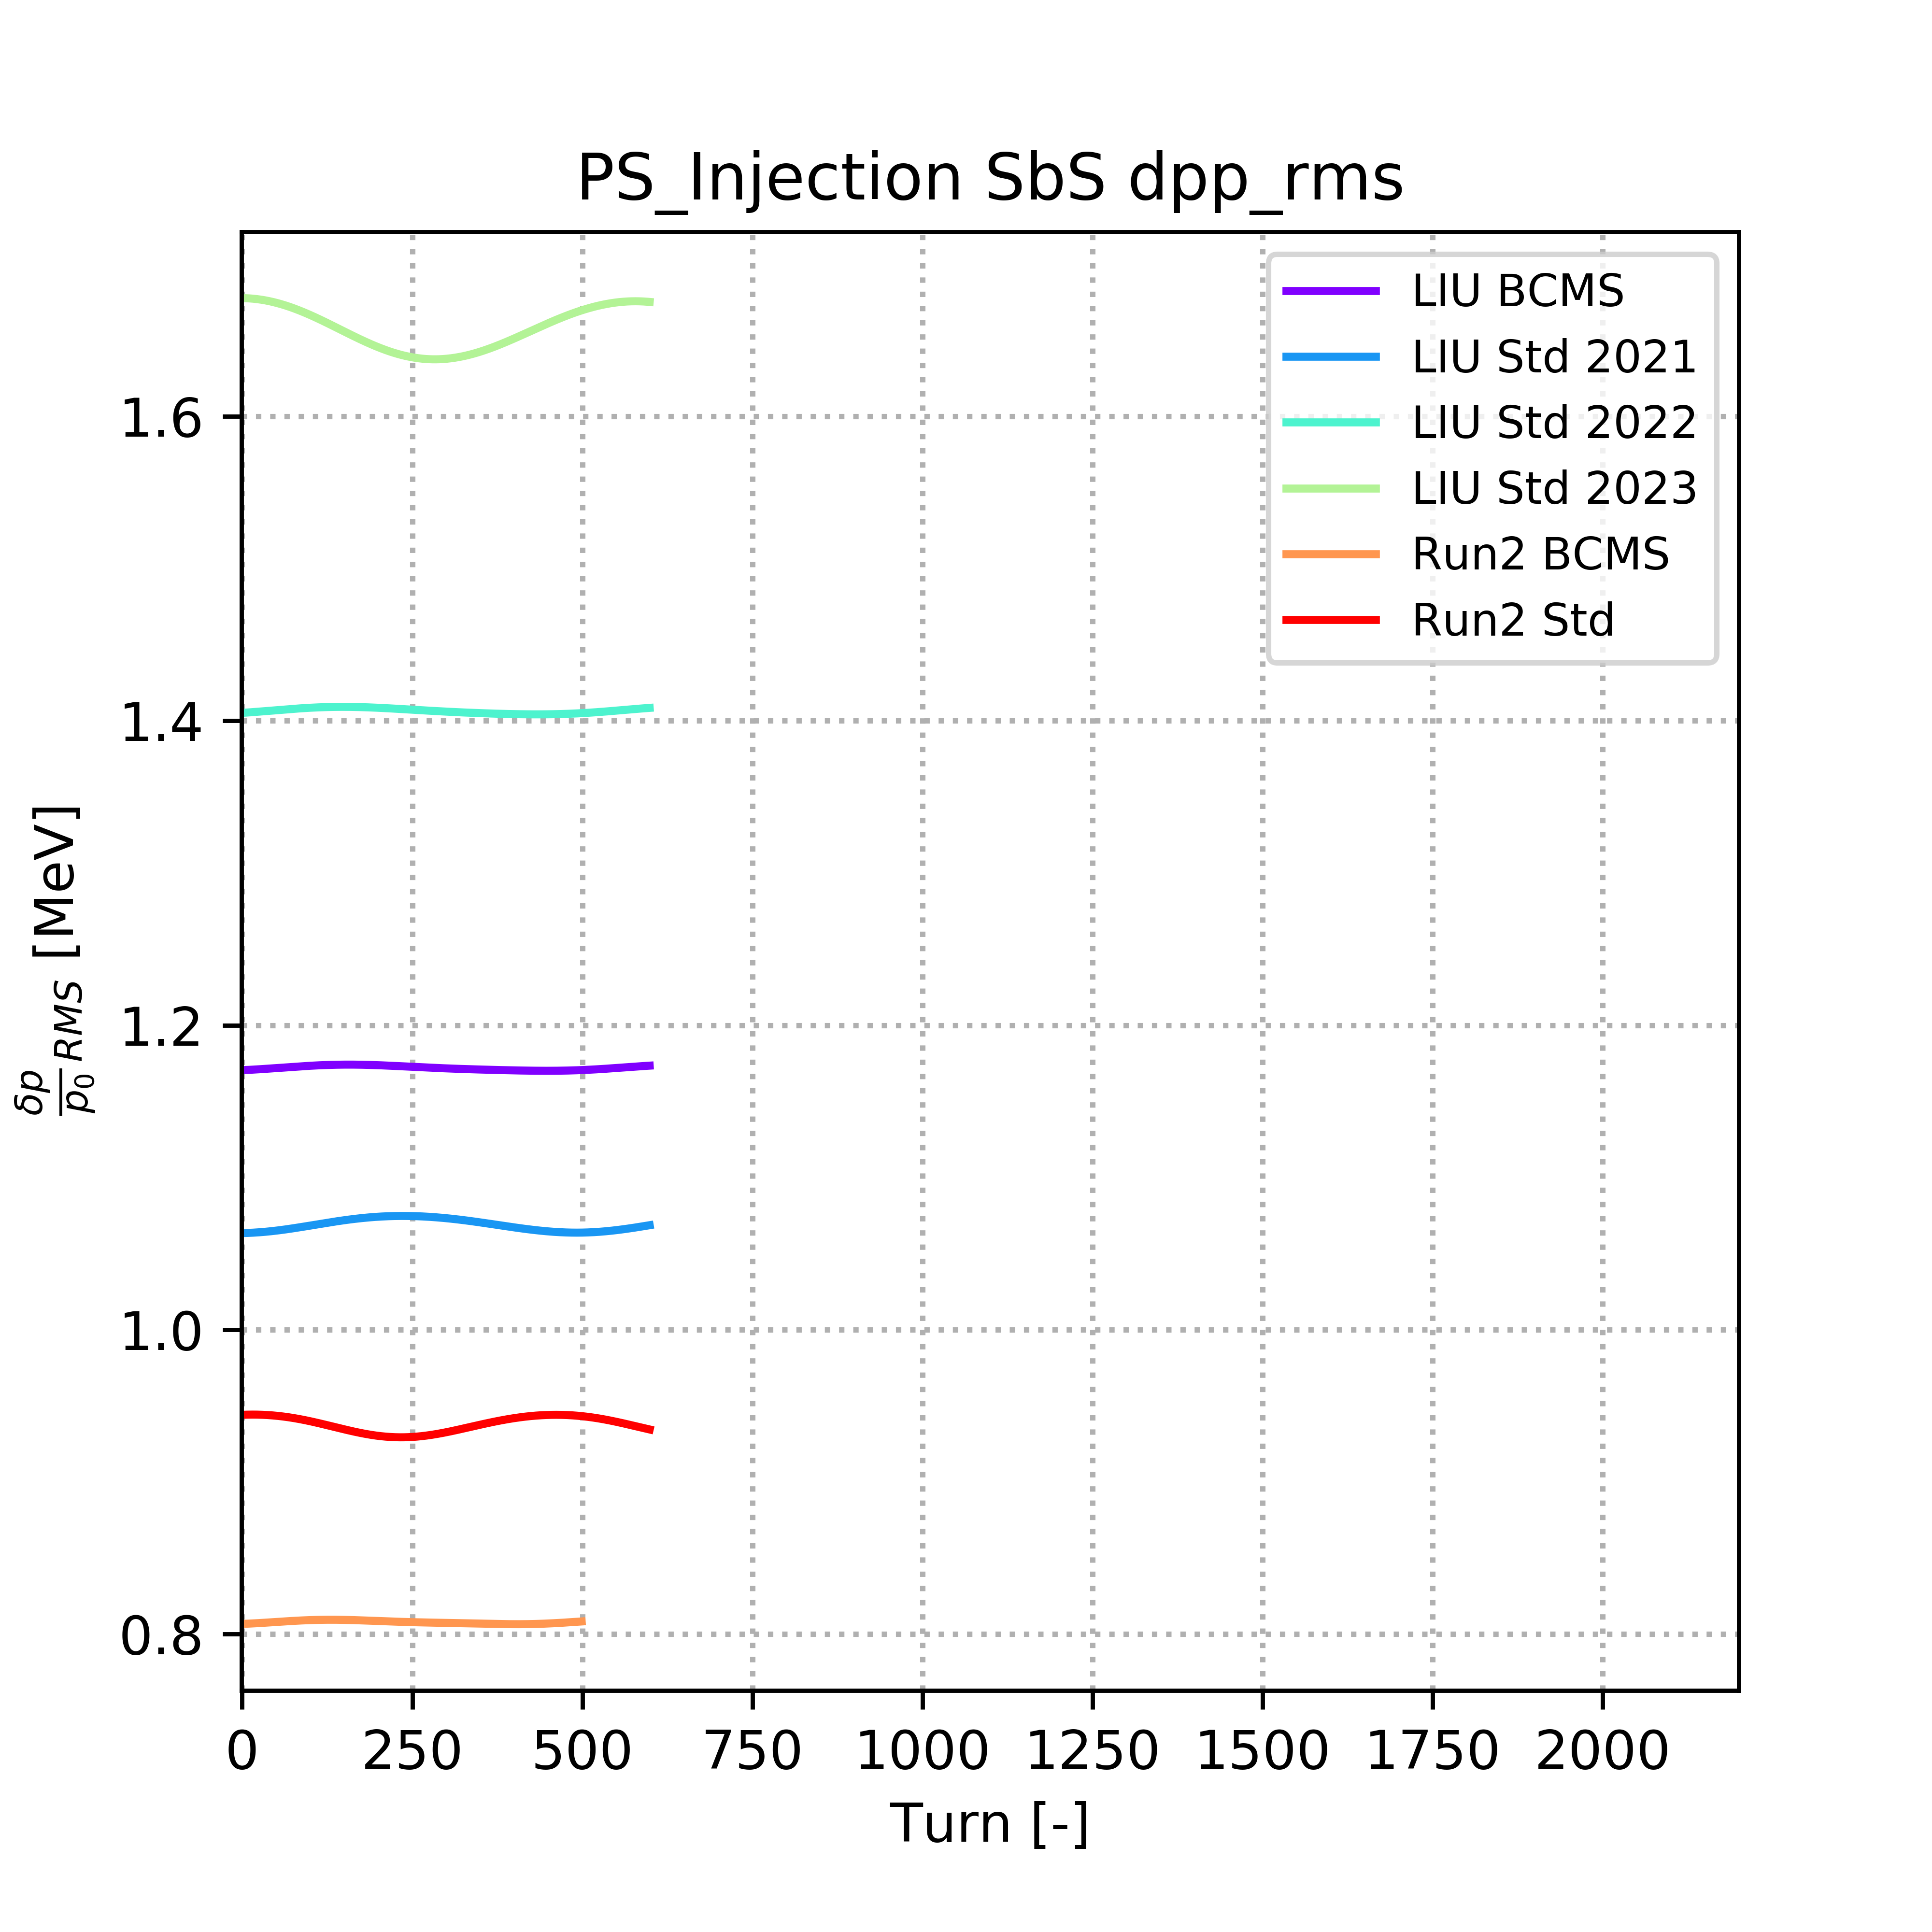 PS_Injection SbS dpp_rms
LIU BCMS
LIU Std 2021
LIU Std 2022
LIU Std 2023
Run2 BCMS
Run2 Std
1.6
1.4
1.2
1.0
0.8
δp/p₀ RMS [MeV]
0 250 500 750 1000 1250 1500 1750 2000
Turn [-]